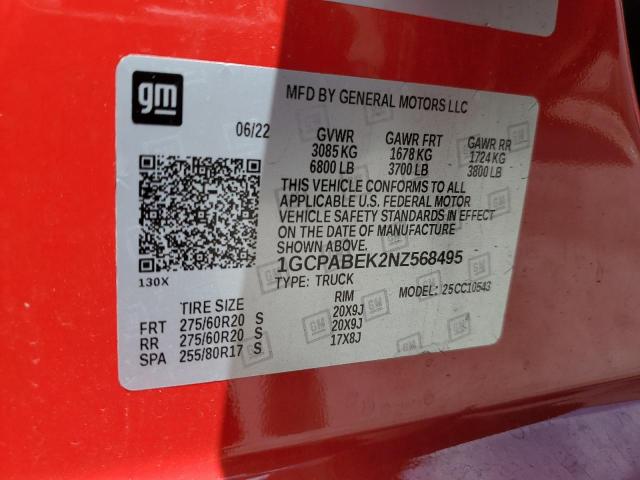 gm
MFD BY GENERAL MOTORS LLC
06/22 GVWR GAWR FRT GAWR RR
3085 KG 1678 KG 1724 KG
6800 LB 3700 LB 3800 LB
THIS VEHICLE CONFORMS TO ALL
APPLICABLE U.S. FEDERAL MOTOR
VEHICLE SAFETY STANDARDS IN EFFECT
ON THE DATE OF MANUFACTURE
SHOWN ABOVE.
1GCPABEK2NZ568495
130X
TYPE: TRUCK MODEL: 25CC10543
TIRE SIZE RIM
FRT 275/60R20 S 20X9J
RR 275/60R20 S 20X9J
SPA 255/80R17 S 17X8J